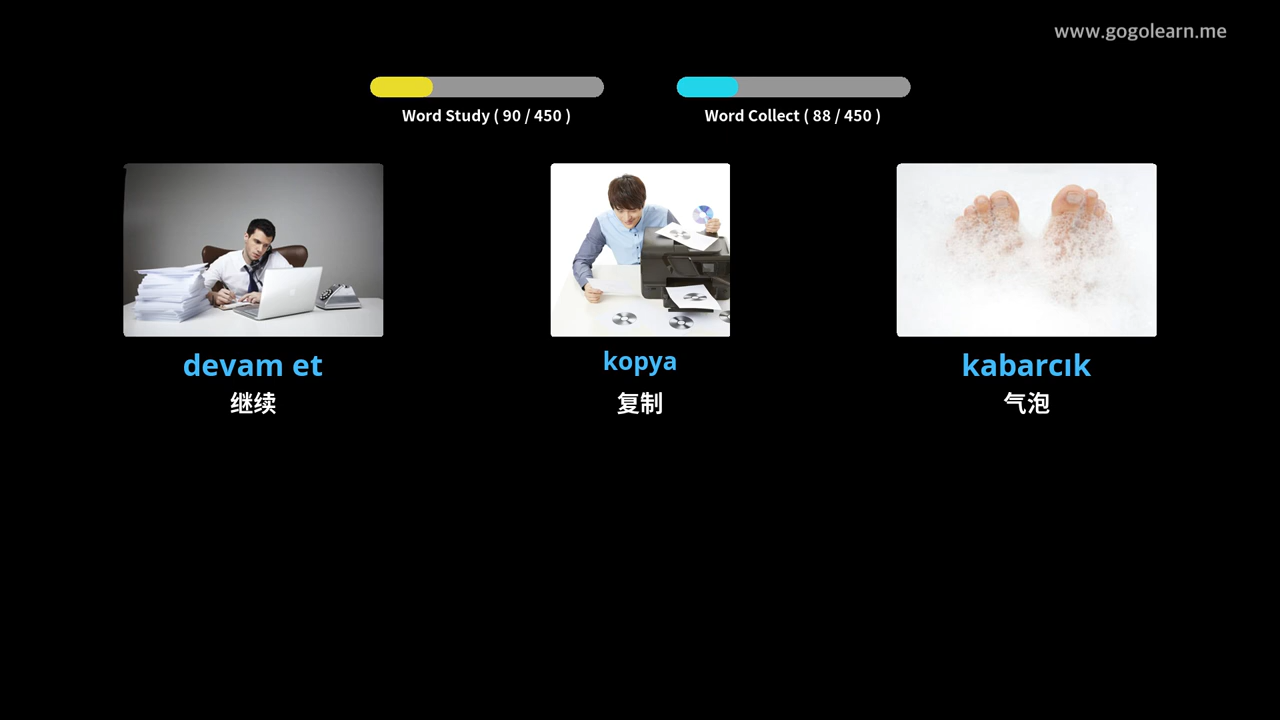 www.gogolearn.me
Word Study ( 90 / 450 )
Word Collect ( 88 / 450 )
devam et
继续
kopya
复制
kabarcık
气泡